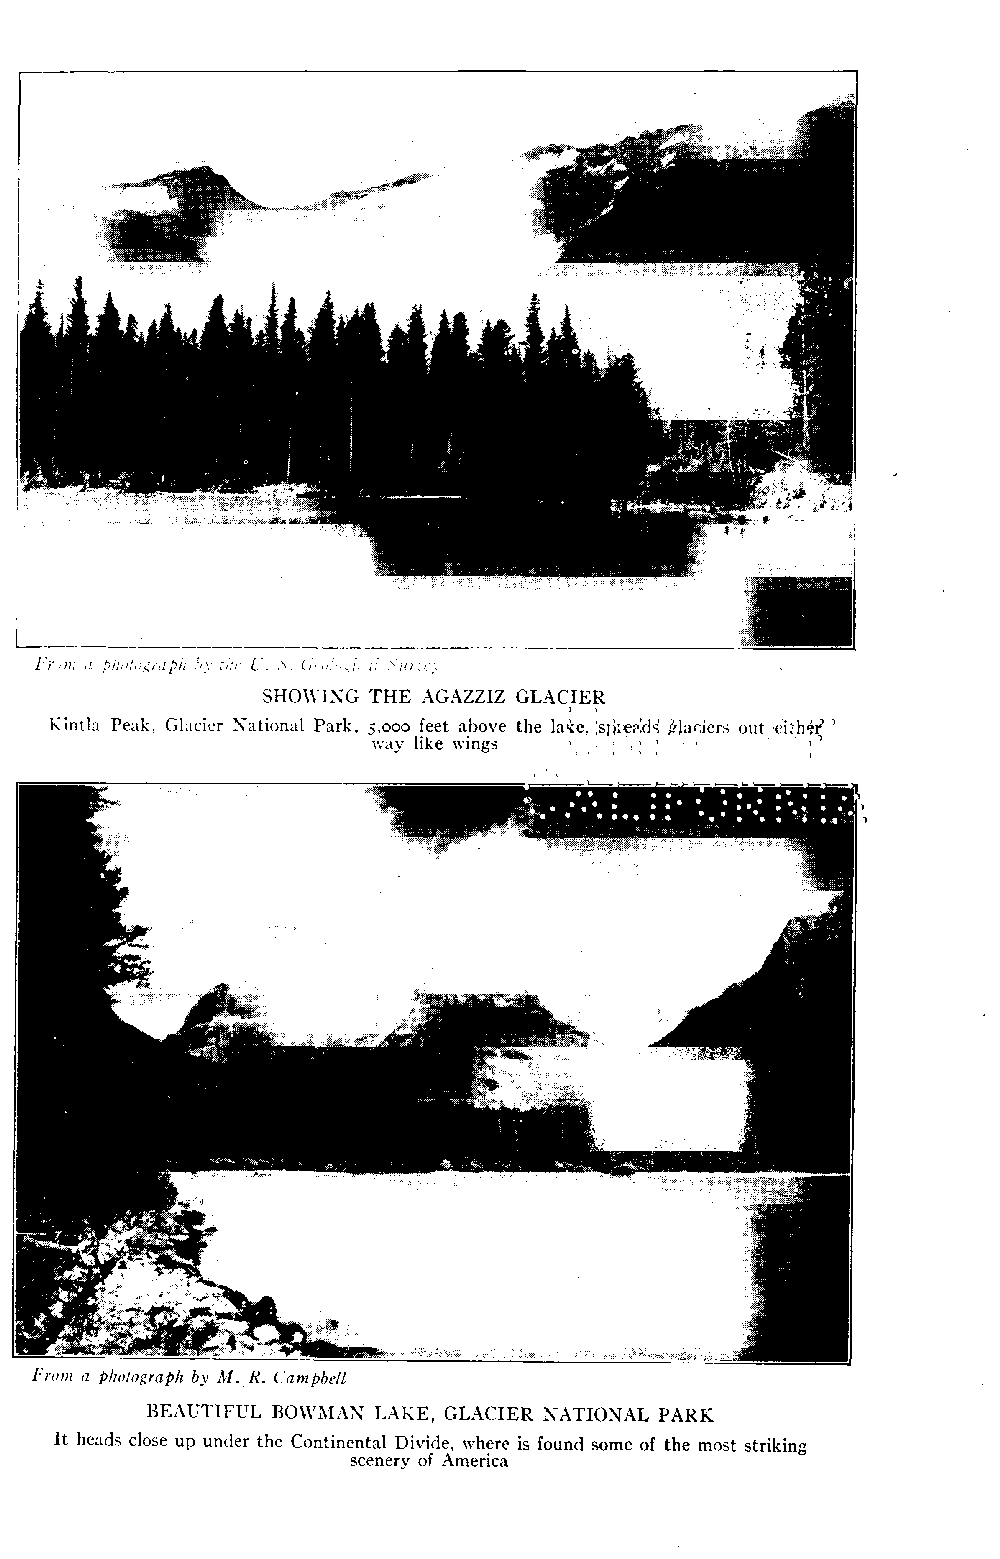 From a photograph by the U. S. Geological Survey
SHOWING THE AGAZZIZ GLACIER
Kintla Peak, Glacier National Park, 5,000 feet above the lake, spreads glaciers out either
way like wings
From a photograph by M. R. Campbell
BEAUTIFUL BOWMAN LAKE, GLACIER NATIONAL PARK
It heads close up under the Continental Divide, where is found some of the most striking
scenery of America